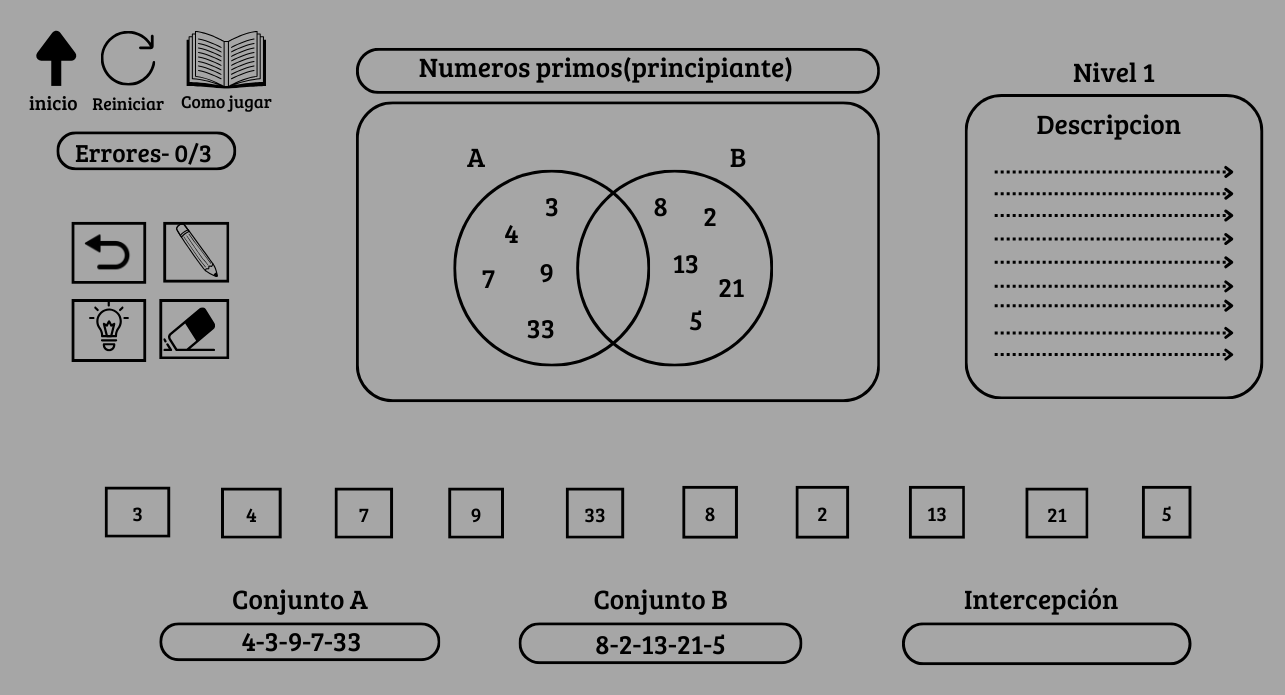 inicio
Reiniciar
Como jugar
Errores- 0/3
Numeros primos(principiante)
A
B
3
4
7
9
33
8
2
13
21
5
Nivel 1
Descripcion
3
4
7
9
33
8
2
13
21
5
Conjunto A
4-3-9-7-33
Conjunto B
8-2-13-21-5
Intercepción